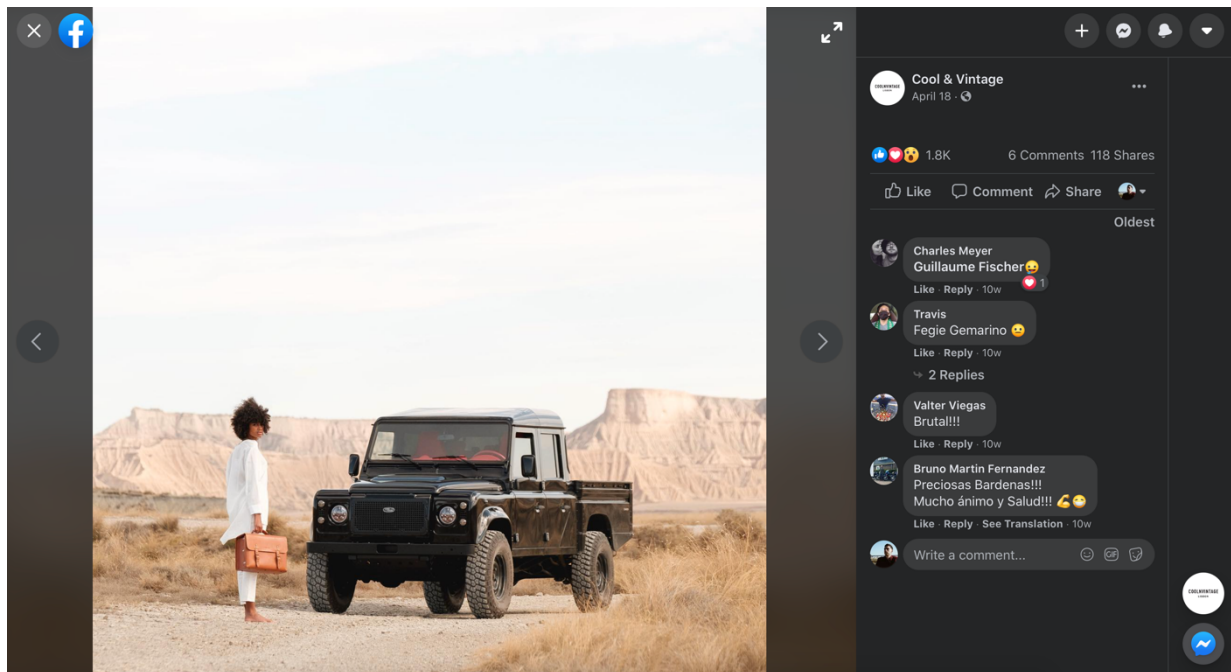 Cool & Vintage
April 18 ·
1.8K
6 Comments 118 Shares
Like Comment Share
Oldest
Charles Meyer
Guillaume Fischer😜
1
Like · Reply · 10w
Travis
Fegie Gemarino 😐
Like · Reply · 10w
2 Replies
Valter Viegas
Brutal!!!
Like · Reply · 10w
Bruno Martin Fernandez
Preciosas Bardenas!!!
Mucho ánimo y Salud!!! 💪😷
Like · Reply · See Translation · 10w
Write a comment...
GIF